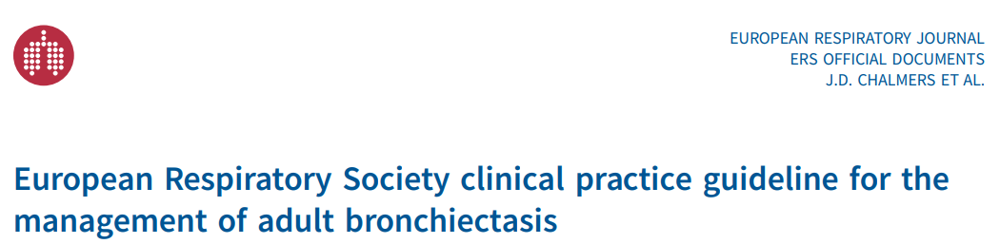 EUROPEAN RESPIRATORY JOURNAL
ERS OFFICIAL DOCUMENTS
J.D. CHALMERS ET AL.
European Respiratory Society clinical practice guideline for the
management of adult bronchiectasis